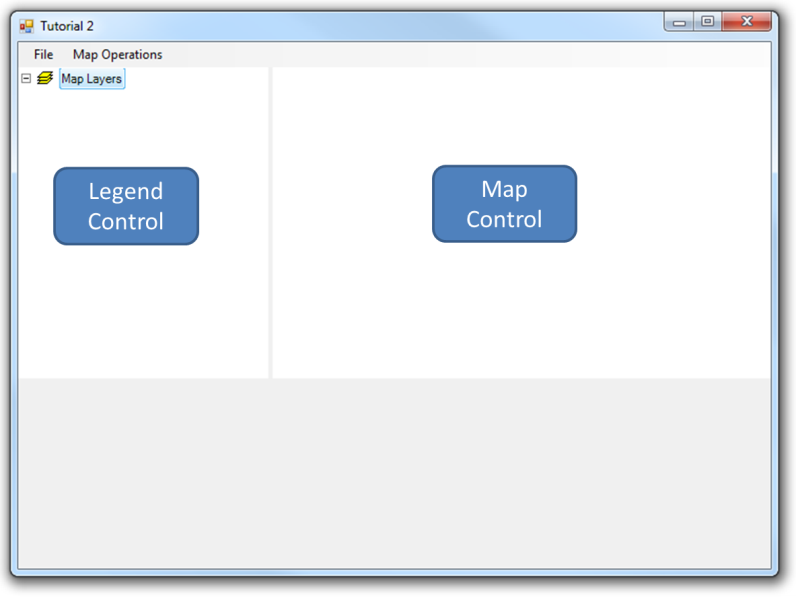 Tutorial 2
File Map Operations
Map Layers
Legend
Control
Map
Control